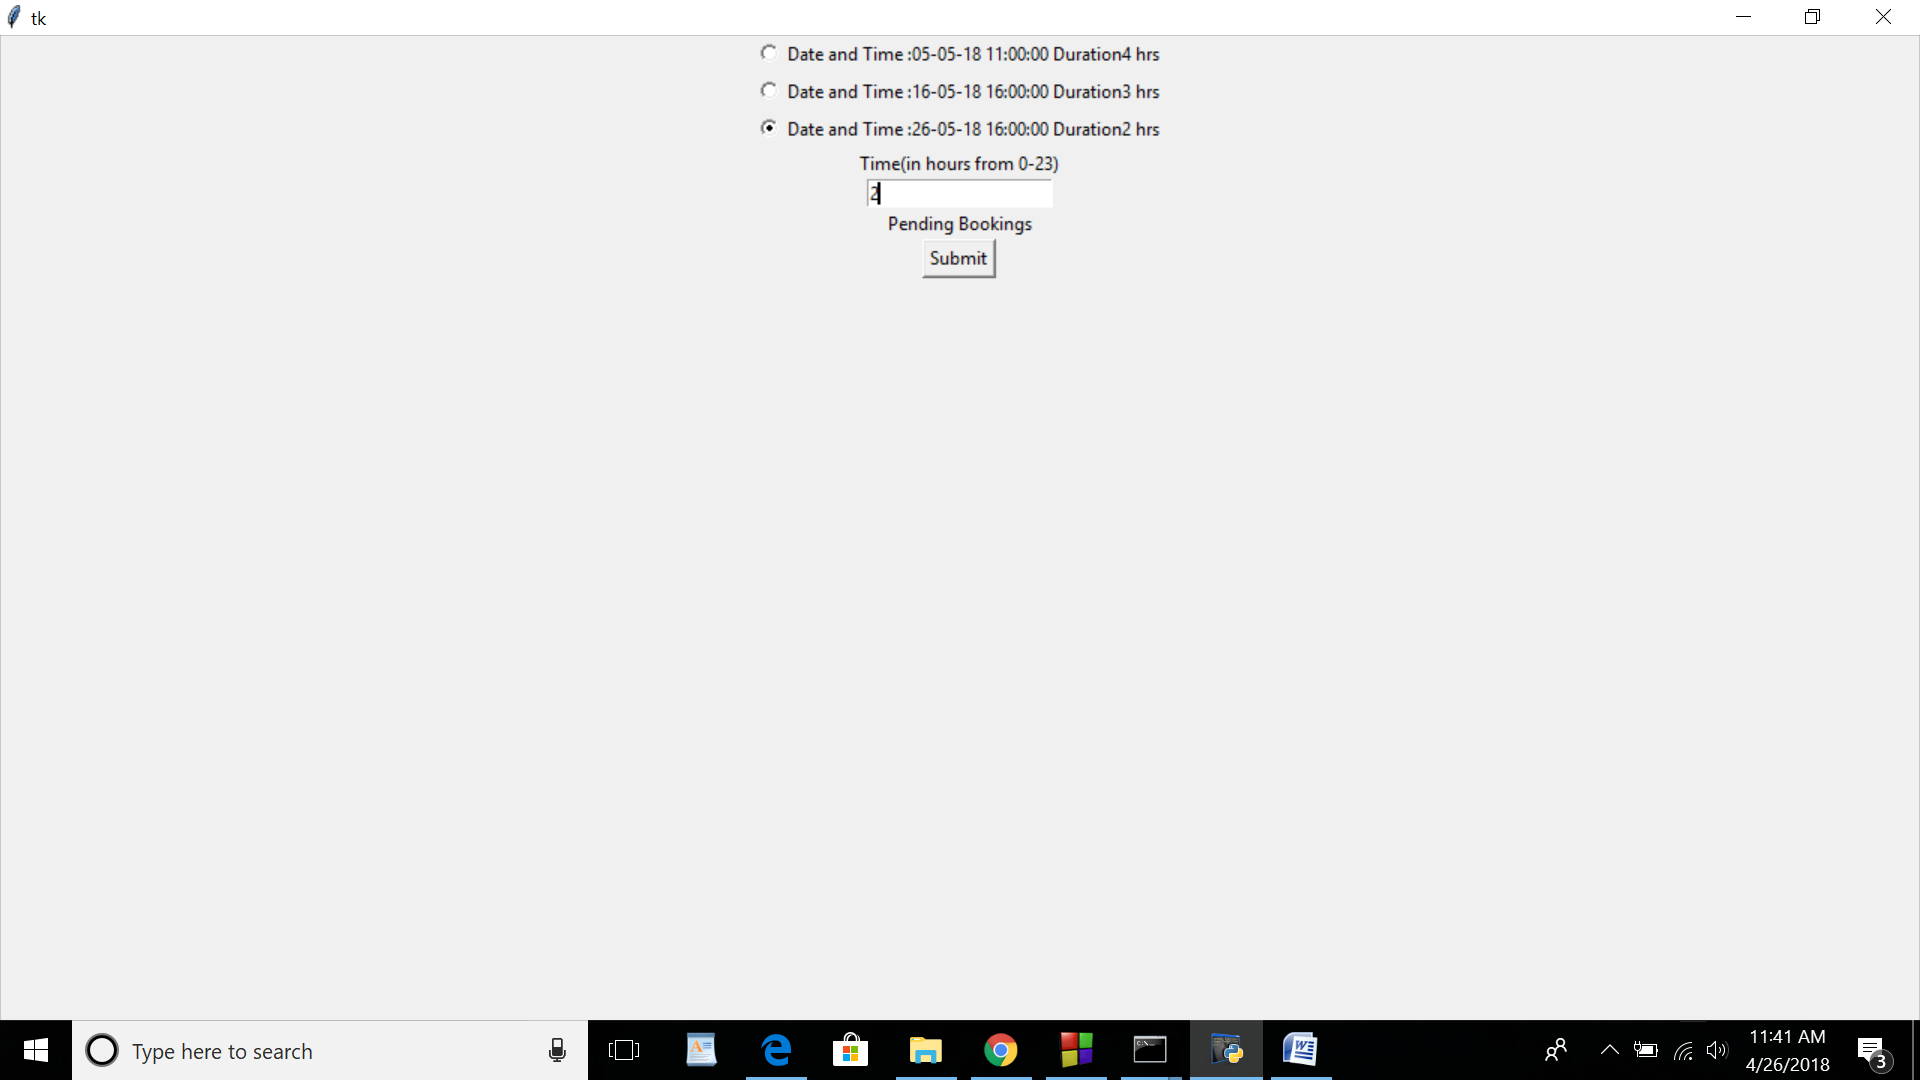 tk
Date and Time :05-05-18 11:00:00 Duration4 hrs
Date and Time :16-05-18 16:00:00 Duration3 hrs
Date and Time :26-05-18 16:00:00 Duration2 hrs
Time(in hours from 0-23)
2
Pending Bookings
Submit
Type here to search
11:41 AM
4/26/2018
3